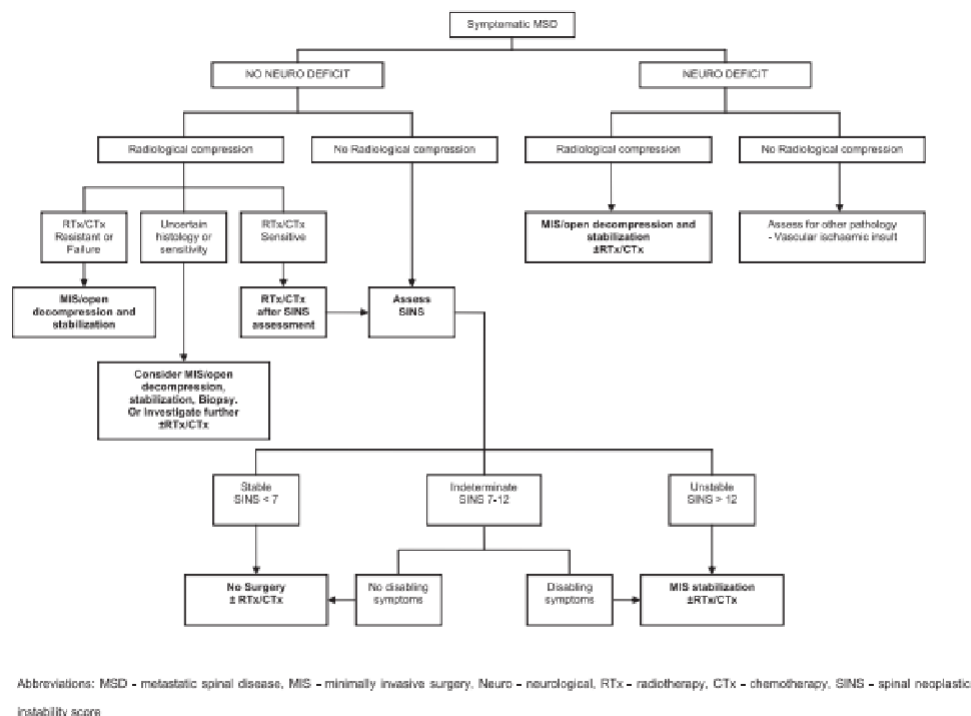 Symptomatic MSD
NO NEURO DEFICIT
NEURO DEFICIT
Radiological compression
No Radiological compression
Radiological compression
No Radiological compression
RTx/CTx
Resistant or
Failure
Uncertain
histology or
sensitivity
RTx/CTx
Sensitive
MIS/open decompression and
stabilization
±RTx/CTx
Assess for other pathology
- Vascular ischaemic insult
MIS/open
decompression and
stabilization
RTx/CTx
after SINS
assessment
Assess
SINS
Consider MIS/open
decompression,
stabilization, Biopsy.
Or Investigate further
±RTx/CTx
Stable
SINS < 7
Indeterminate
SINS 7-12
Unstable
SINS > 12
No Surgery
± RTx/CTx
No disabling
symptoms
Disabling
symptoms
MIS stabilization
±RTx/CTx
Abbreviations: MSD - metastatic spinal disease, MIS - minimally invasive surgery, Neuro - neurological, RTx - radiotherapy, CTx - chemotherapy, SINS - spinal neoplastic
instability score